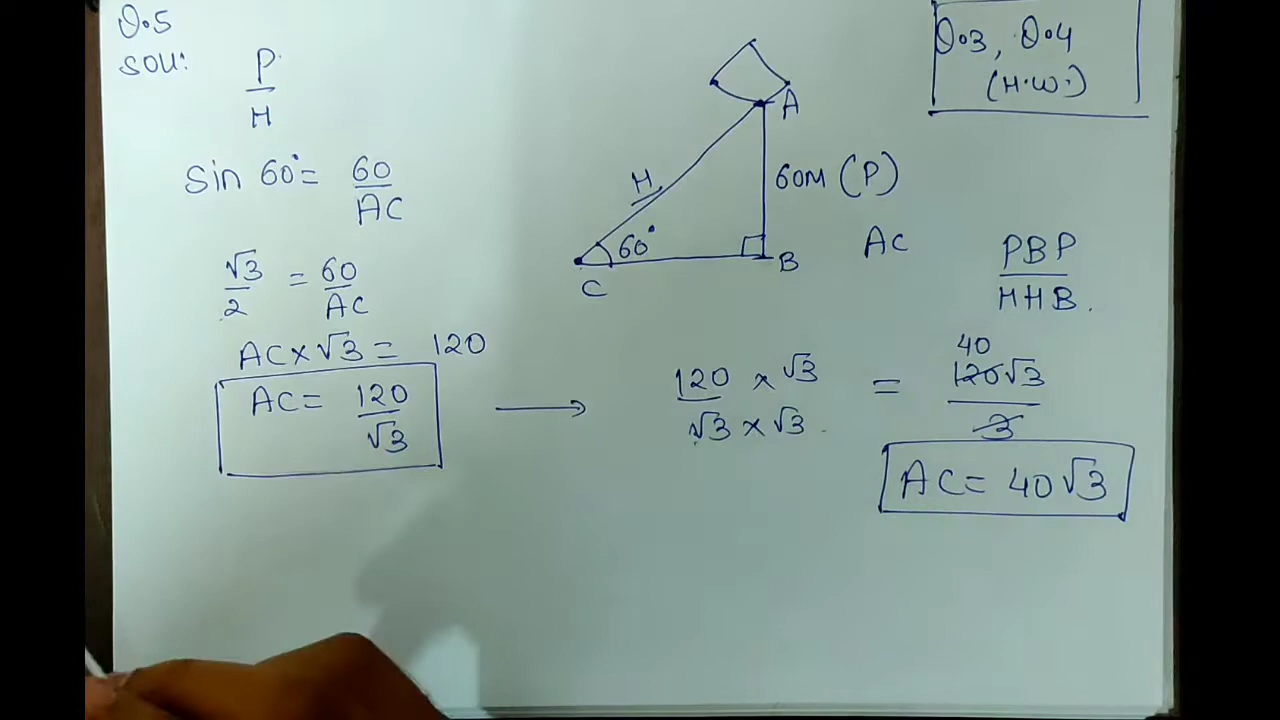 Q.5
SOU:
P
H
Sin 60° = 60
AC
√3 = 60
2 AC
AC×√3 = 120
AC = 120
√3
A
H
60M (P)
60°
B
C
AC
PBP
HHB.
Q.3, Q.4
(H.W.)
120 × √3
√3 × √3
=
40
120√3
3
AC = 40√3